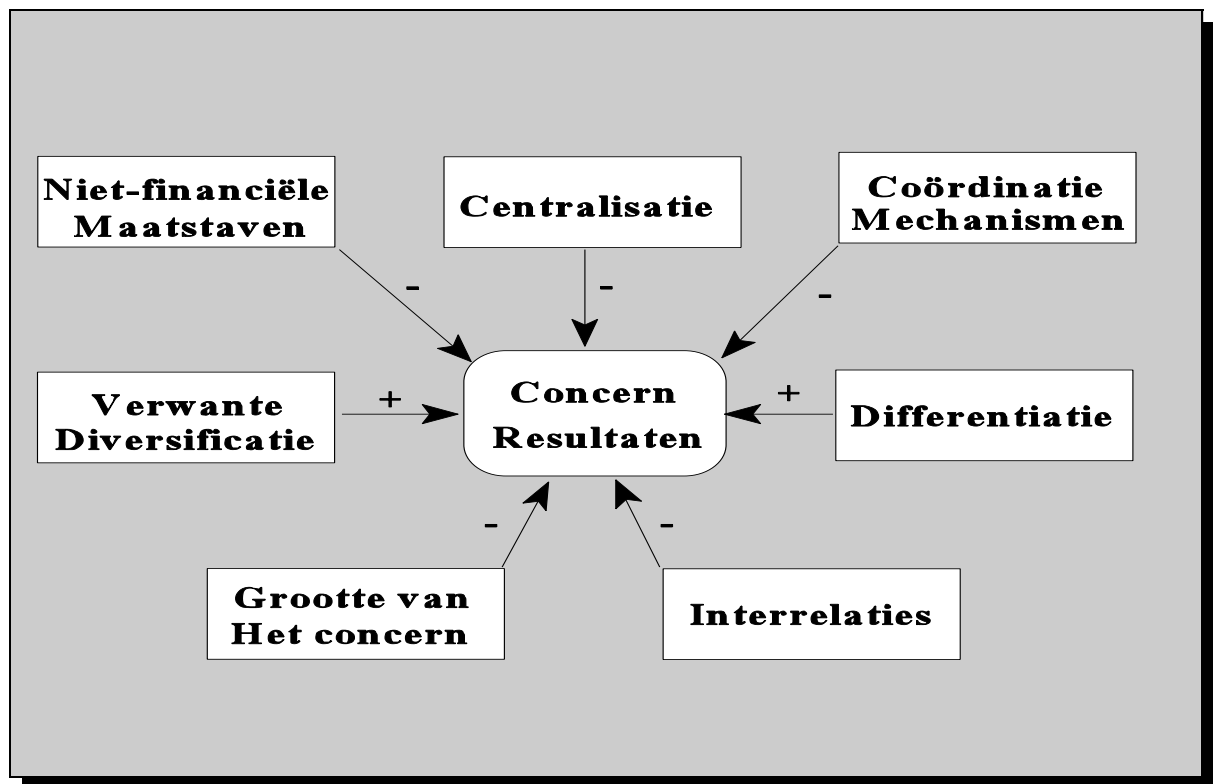 Niet-financiële
Maatstaven
Centralisatie
Coördinatie
Mechanismen
-
-
-
Verwante
Diversificatie
+
Concern
Resultaten
+
Differentiatie
-
-
Grootte van
Het concern
Interrelaties